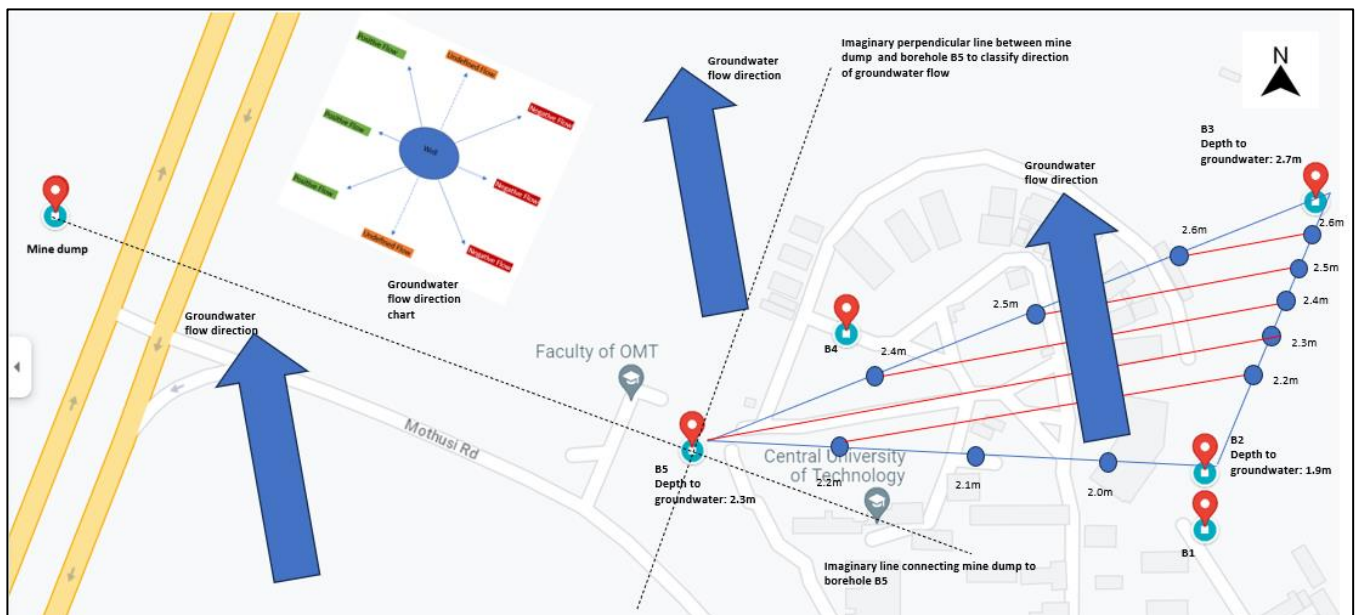 Positive Flow
Undefined Flow
Negative Flow
Positive Flow
Well
Negative Flow
Positive Flow
Undefined Flow
Negative Flow
Groundwater
flow direction
chart
Groundwater
flow direction
Imaginary perpendicular line between mine
dump and borehole B5 to classify direction
of groundwater flow
N
B3
Depth to
groundwater: 2.7m
Groundwater
flow direction
Mine dump
Groundwater
flow direction
2.6m
2.6m
2.5m
2.5m
2.4m
2.3m
2.4m
2.2m
B4
Faculty of OMT
Mothusi Rd
B5
Depth to
groundwater: 2.3m
Central University
of Technology
2.2m
2.1m
2.0m
B2
Depth to
groundwater: 1.9m
B1
Imaginary line connecting mine dump to
borehole B5